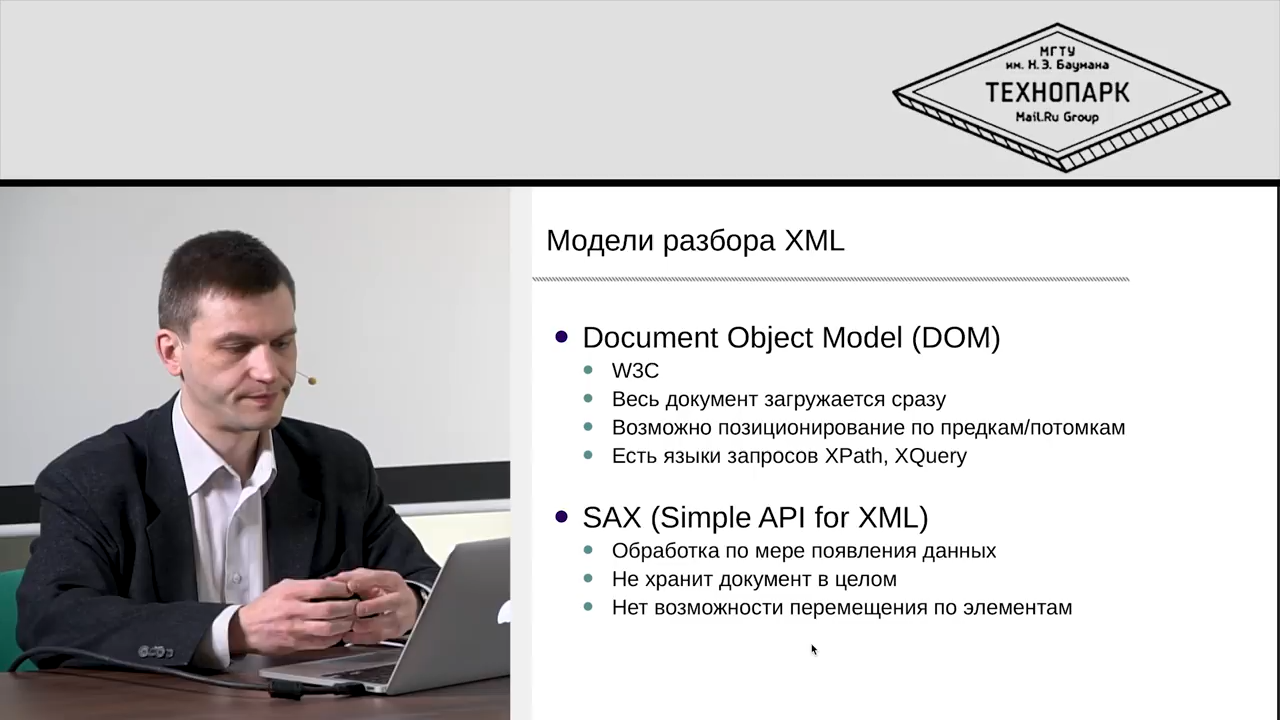 МГТУ
им. Н.Э. Баумана
ТЕХНОПАРК
Mail.Ru Group
Модели разбора XML
Document Object Model (DOM)
W3C
Весь документ загружается сразу
Возможно позиционирование по предкам/потомкам
Есть языки запросов XPath, XQuery
SAX (Simple API for XML)
Обработка по мере появления данных
Не хранит документ в целом
Нет возможности перемещения по элементам